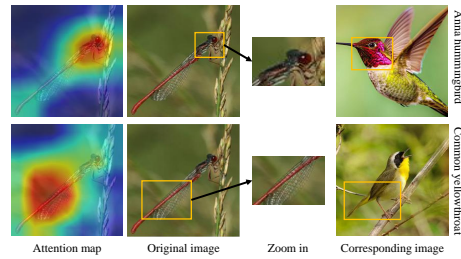 Anna hummingbird
Common yellowthroat
Attention map
Original image
Zoom in
Corresponding image